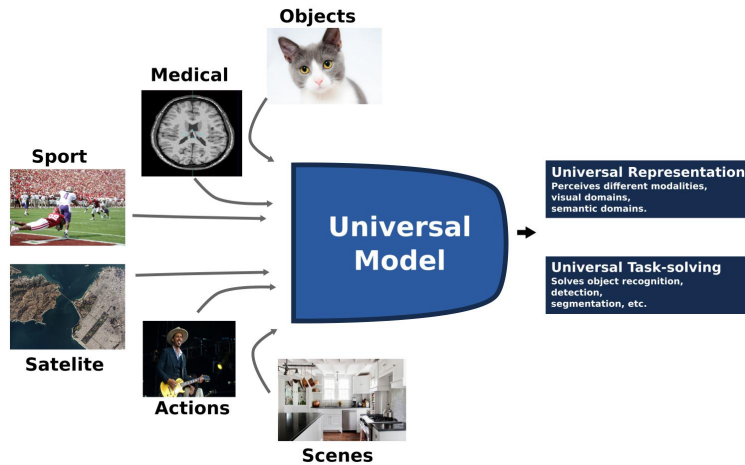 Objects
Medical
Sport
Universal
Model
Universal Representation
Perceives different modalities,
visual domains,
semantic domains.
Universal Task-solving
Solves object recognition,
detection,
segmentation, etc.
Satelite
Actions
Scenes